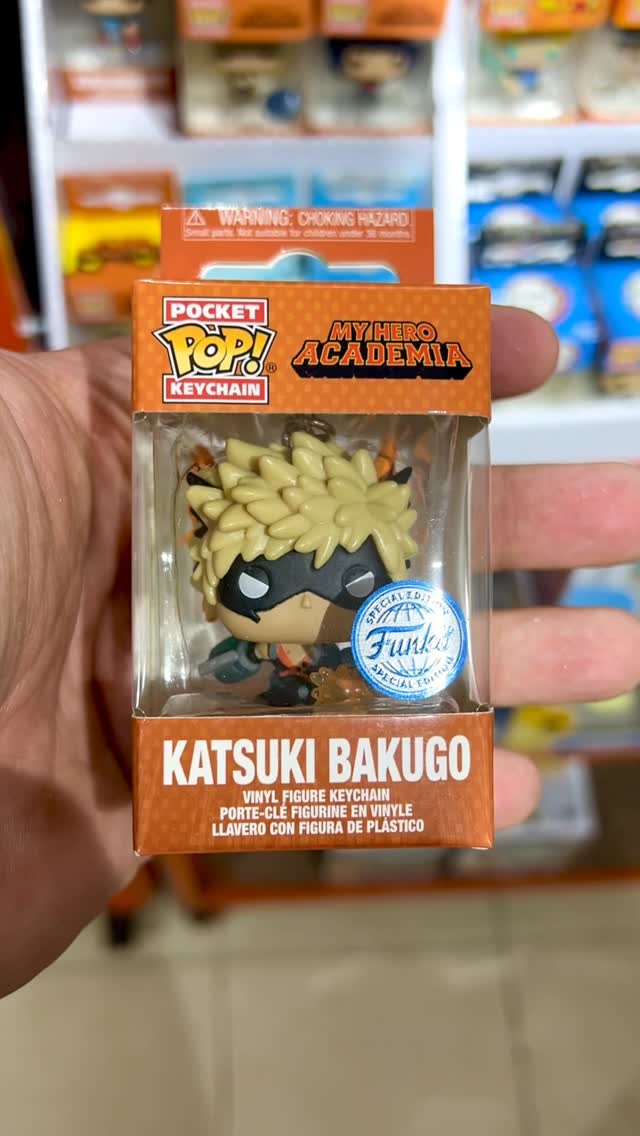 ⚠ WARNING: CHOKING HAZARD.
Small parts. Not suitable for children under 36 months
POCKET
POP!®
KEYCHAIN
MY HERO
ACADEMIA
SPECIAL EDITION
Funko
SPECIAL EDITION
KATSUKI BAKUGO
VINYL FIGURE KEYCHAIN
PORTE-CLÉ FIGURINE EN VINYLE
LLAVERO CON FIGURA DE PLÁSTICO